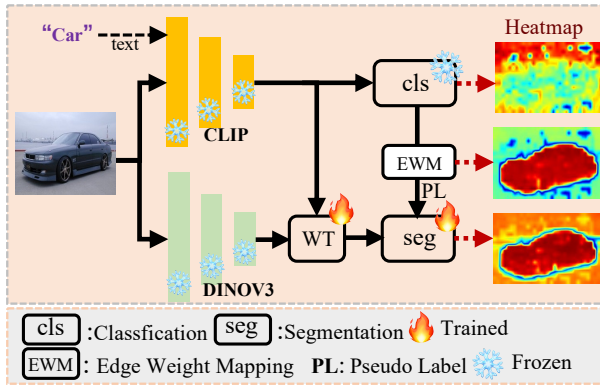 “Car”
text
Heatmap
cls
CLIP
EWM
PL
WT
seg
DINOV3
cls :Classfication seg :Segmentation Trained
EWM : Edge Weight Mapping PL: Pseudo Label Frozen